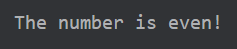 The number is even!